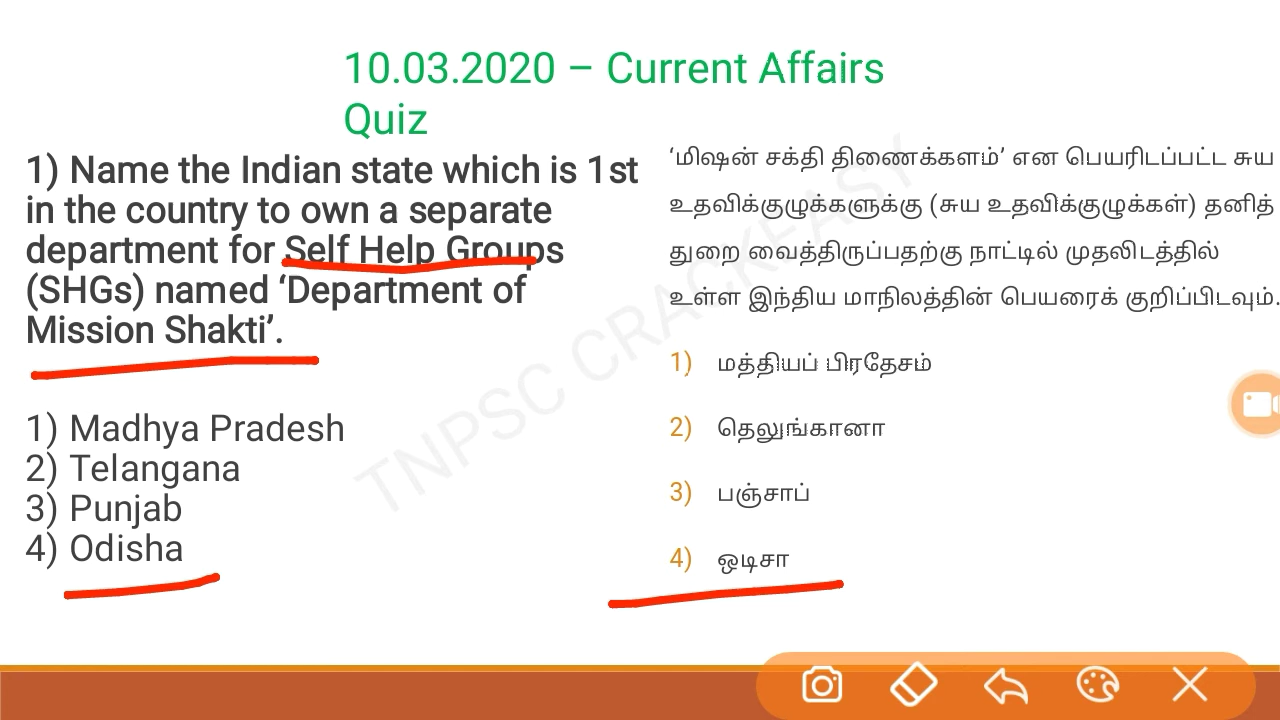 10.03.2020 – Current Affairs
Quiz
1) Name the Indian state which is 1st
in the country to own a separate
department for Self Help Groups
(SHGs) named ‘Department of
Mission Shakti’.
1) Madhya Pradesh
2) Telangana
3) Punjab
4) Odisha
‘மிஷன் சக்தி திணைக்களம்’ என பெயரிடப்பட்ட சுய
உதவிக்குழுக்களுக்கு (சுய உதவிக்குழுக்கள்) தனித்
துறை வைத்திருப்பதற்கு நாட்டில் முதலிடத்தில்
உள்ள இந்திய மாநிலத்தின் பெயரைக் குறிப்பிடவும்.
1) மத்தியப் பிரதேசம்
2) தெலுங்கானா
3) பஞ்சாப்
4) ஒடிசா
TNPSC CRACKEASY